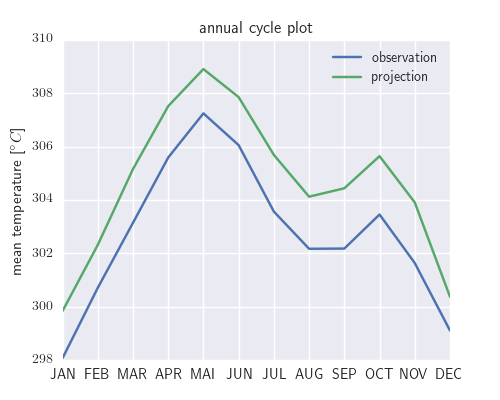 annual cycle plot
observation
projection
mean temperature [°C]
310
308
306
304
302
300
298
JAN FEB MAR APR MAI JUN JUL AUG SEP OCT NOV DEC